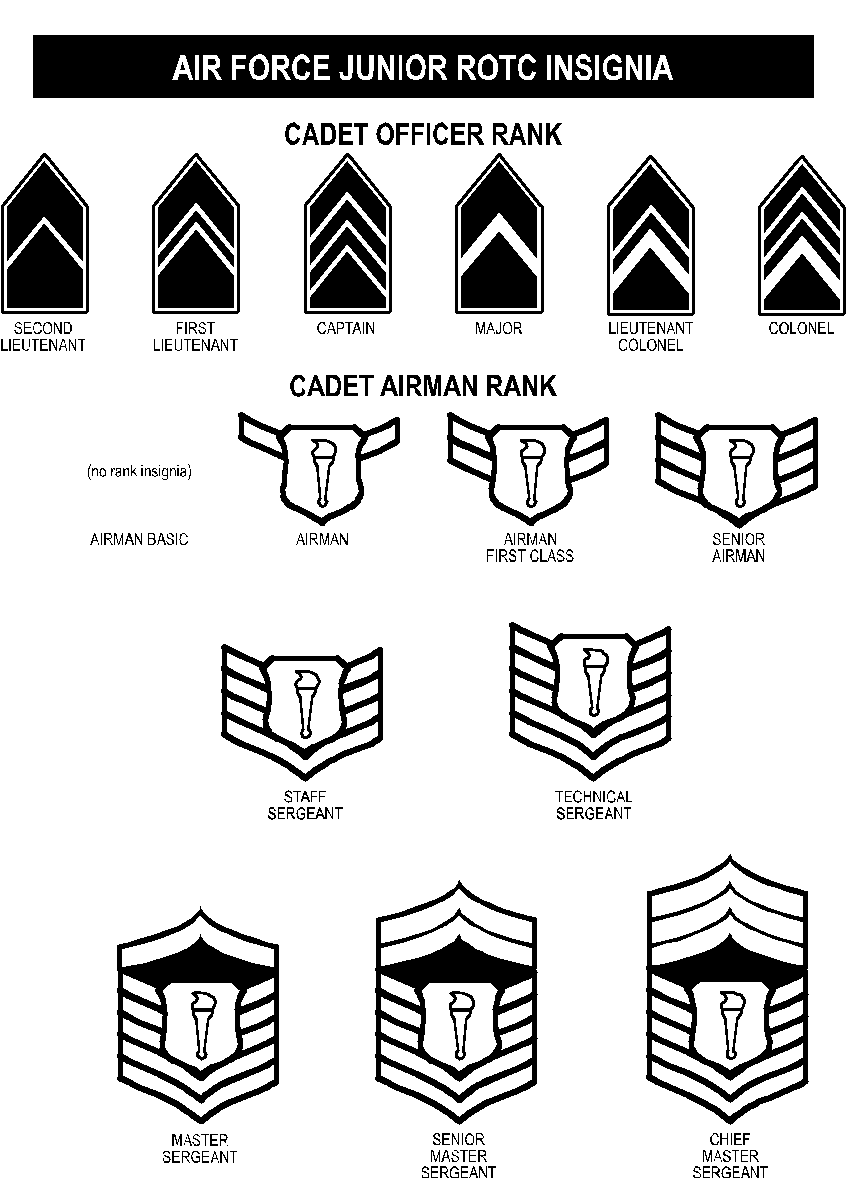 AIR FORCE JUNIOR ROTC INSIGNIA
CADET OFFICER RANK
SECOND
LIEUTENANT
FIRST
LIEUTENANT
CAPTAIN
MAJOR
LIEUTENANT
COLONEL
COLONEL
CADET AIRMAN RANK
(no rank insignia)
AIRMAN BASIC
AIRMAN
AIRMAN
FIRST CLASS
SENIOR
AIRMAN
STAFF
SERGEANT
TECHNICAL
SERGEANT
MASTER
SERGEANT
SENIOR
MASTER
SERGEANT
CHIEF
MASTER
SERGEANT